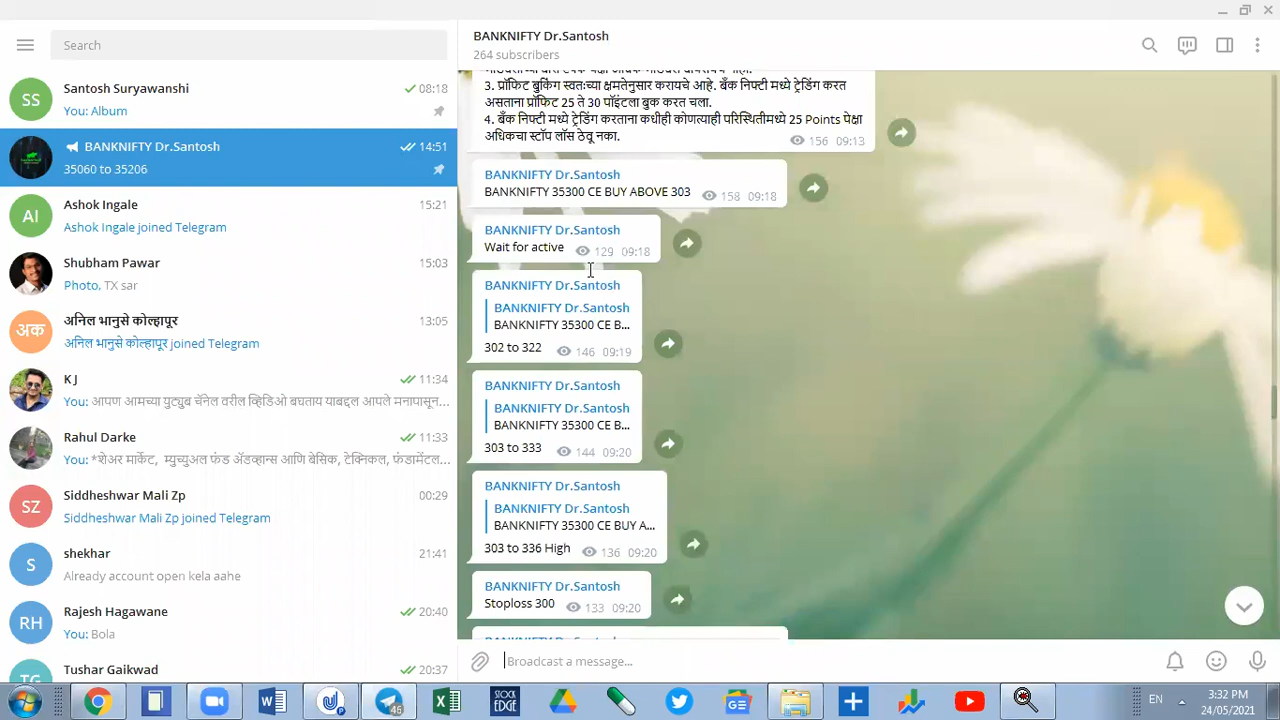 Search
BANKNIFTY Dr.Santosh
264 subscribers
Santosh Suryawanshi
08:18
You: Album
BANKNIFTY Dr.Santosh
14:51
35060 to 35206
Ashok Ingale
15:21
Ashok Ingale joined Telegram
Shubham Pawar
15:03
Photo, TX sar
अनिल भानुसे कोल्हापूर
13:05
अनिल भानुसे कोल्हापूर joined Telegram
K J
11:34
You: आपण आमच्या युट्युब चॅनेल वरील व्हिडिओ बघताय याबद्दल आपले मनापासून...
Rahul Darke
11:33
You: *शेअर मार्केट, म्युच्युअल फंड ॲडव्हान्स आणि बेसिक, टेक्निकल, फंडामेंटल...
Siddheshwar Mali Zp
00:29
Siddheshwar Mali Zp joined Telegram
shekhar
21:41
Already account open kela aahe
Rajesh Hagawane
20:40
You: Bola
Tushar Gaikwad
20:37
SS
AI
अक
SZ
S
RH
TG
3. प्रॉफिट बुकिंग स्वतःच्या क्षमतेनुसार करायचे आहे. बँक निफ्टी मध्ये ट्रेडिंग करत
असताना प्रॉफिट 25 ते 30 पॉइंटला बुक करत चला.
4. बँक निफ्टी मध्ये ट्रेडिंग करताना कधीही कोणत्याही परिस्थितीमध्ये 25 Points पेक्षा
अधिकचा स्टॉप लॉस ठेवू नका.
156 09:13
BANKNIFTY Dr.Santosh
BANKNIFTY 35300 CE BUY ABOVE 303 158 09:18
BANKNIFTY Dr.Santosh
Wait for active 129 09:18
BANKNIFTY Dr.Santosh
BANKNIFTY Dr.Santosh
BANKNIFTY 35300 CE B...
302 to 322 146 09:19
BANKNIFTY Dr.Santosh
BANKNIFTY Dr.Santosh
BANKNIFTY 35300 CE B...
303 to 333 144 09:20
BANKNIFTY Dr.Santosh
BANKNIFTY Dr.Santosh
BANKNIFTY 35300 CE BUY A...
303 to 336 High 136 09:20
BANKNIFTY Dr.Santosh
Stoploss 300 133 09:20
Broadcast a message...
STOCK
EDGE
46
EN
3:32 PM
24/05/2021